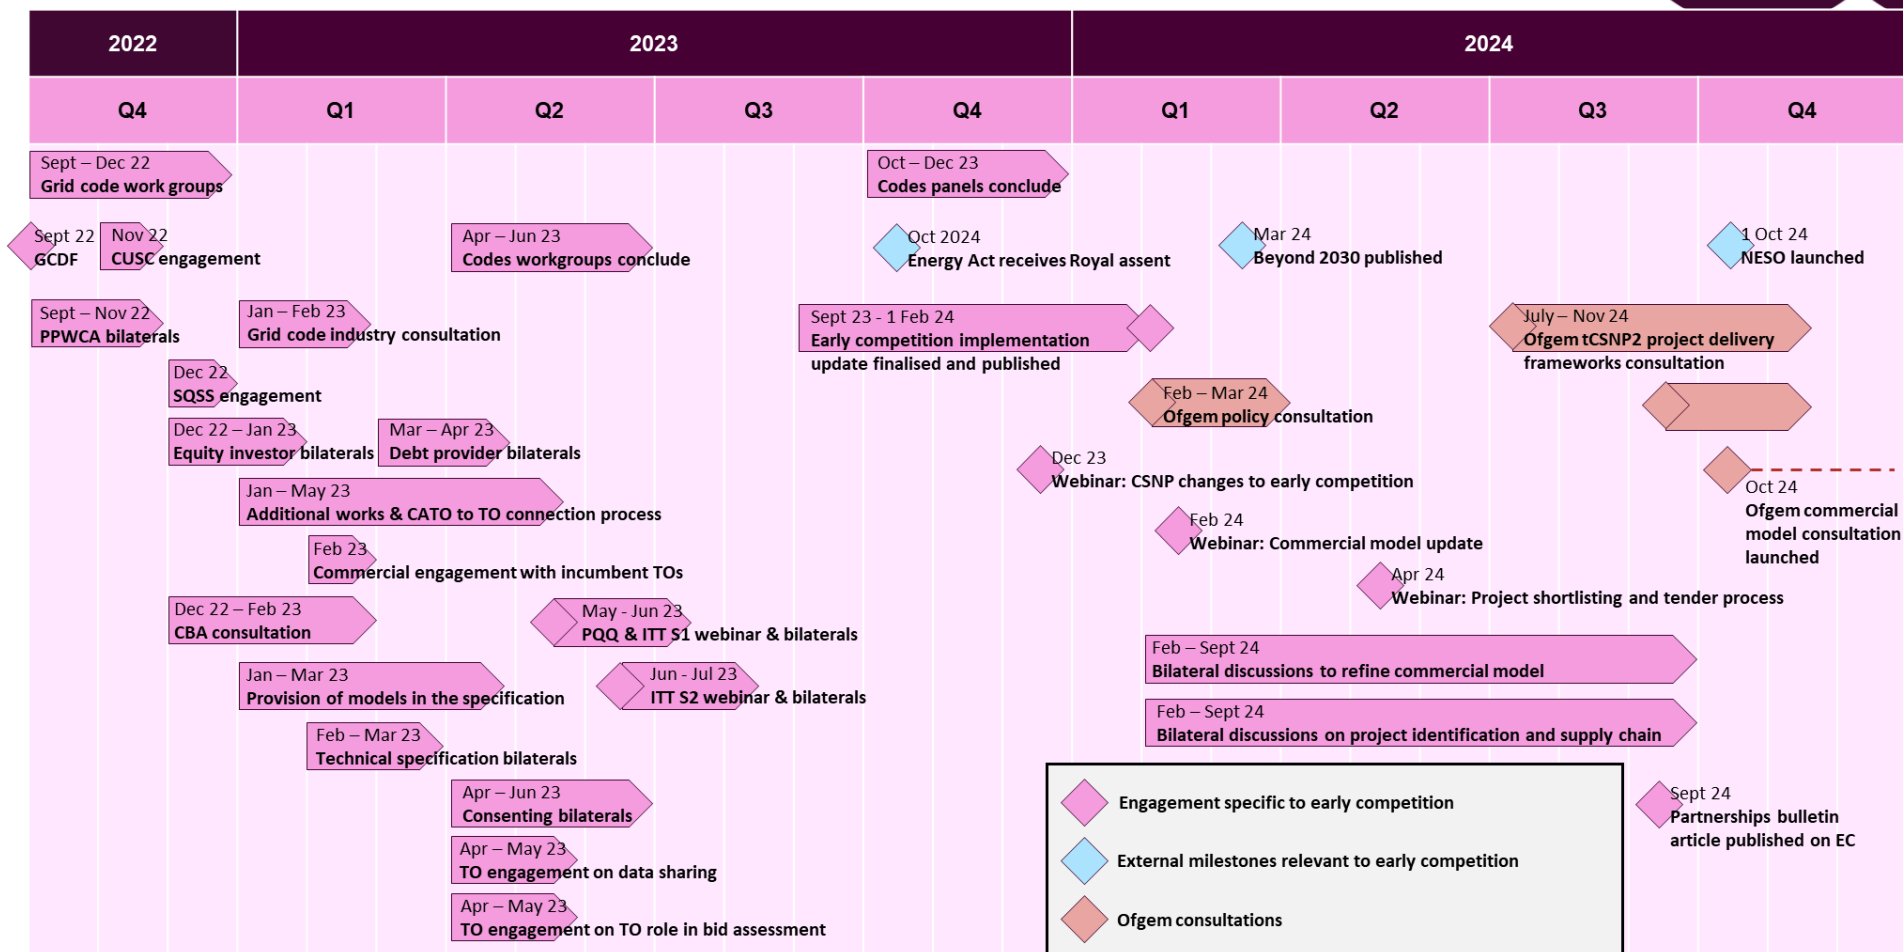 2022
2023
2024
Q4
Q1
Q2
Q3
Q4
Q1
Q2
Q3
Q4
Sept – Dec 22
Grid code work groups
Oct – Dec 23
Codes panels conclude
Sept 22
GCDF
Nov 22
CUSC engagement
Apr – Jun 23
Codes workgroups conclude
Oct 2024
Energy Act receives Royal assent
Mar 24
Beyond 2030 published
1 Oct 24
NESO launched
Sept – Nov 22
PPWCA bilaterals
Jan – Feb 23
Grid code industry consultation
Sept 23 - 1 Feb 24
Early competition implementation
update finalised and published
July – Nov 24
Ofgem tCSNP2 project delivery
frameworks consultation
Dec 22
SQSS engagement
Feb – Mar 24
Ofgem policy consultation
Dec 22 – Jan 23
Equity investor bilaterals
Mar – Apr 23
Debt provider bilaterals
Dec 23
Webinar: CSNP changes to early competition
Oct 24
Ofgem commercial
model consultation
launched
Jan – May 23
Additional works & CATO to TO connection process
Feb 24
Webinar: Commercial model update
Feb 23
Commercial engagement with incumbent TOs
Apr 24
Webinar: Project shortlisting and tender process
Dec 22 – Feb 23
CBA consultation
May - Jun 23
PQQ & ITT S1 webinar & bilaterals
Feb – Sept 24
Bilateral discussions to refine commercial model
Jan – Mar 23
Provision of models in the specification
Jun - Jul 23
ITT S2 webinar & bilaterals
Feb – Sept 24
Bilateral discussions on project identification and supply chain
Feb – Mar 23
Technical specification bilaterals
Apr – Jun 23
Consenting bilaterals
Sept 24
Partnerships bulletin
article published on EC
Apr – May 23
TO engagement on data sharing
Apr – May 23
TO engagement on TO role in bid assessment
Engagement specific to early competition
External milestones relevant to early competition
Ofgem consultations